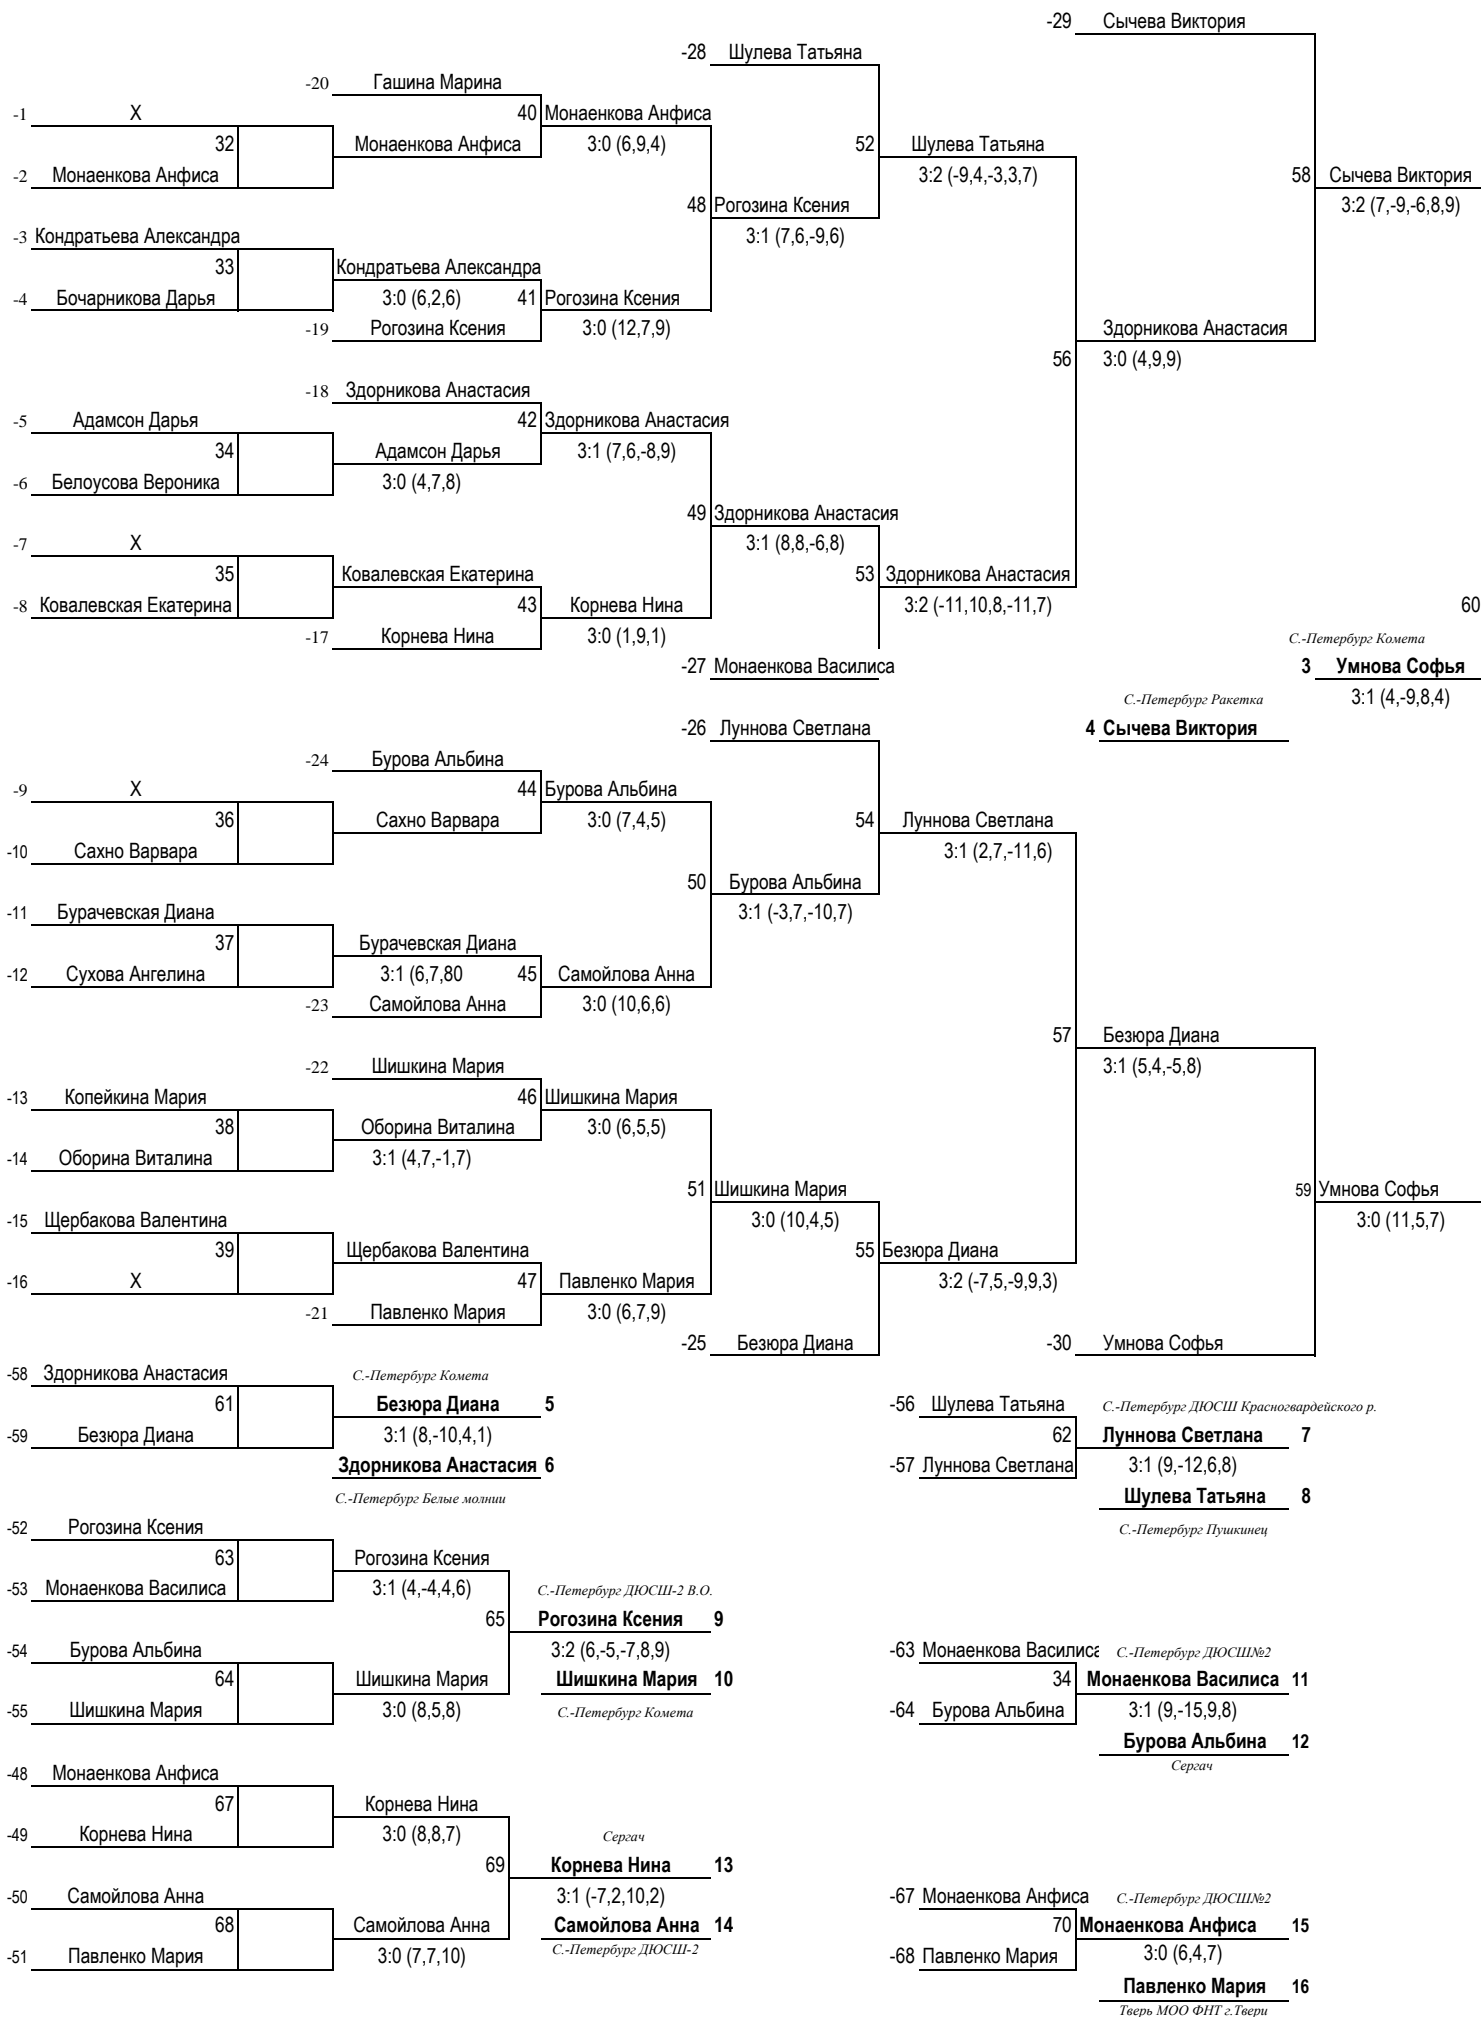 -29 Сычева Виктория
-28 Шулева Татьяна
-20 Гашина Марина
-1 X 40 Монаенкова Анфиса
32 Монаенкова Анфиса 3:0 (6,9,4) 52 Шулева Татьяна
-2 Монаенкова Анфиса 3:2 (-9,4,-3,3,7) 58 Сычева Виктория
48 Рогозина Ксения 3:2 (7,-9,-6,8,9)
-3 Кондратьева Александра 3:1 (7,6,-9,6)
33 Кондратьева Александра
-4 Бочарникова Дарья 3:0 (6,2,6) 41 Рогозина Ксения
-19 Рогозина Ксения 3:0 (12,7,9) Здорникова Анастасия
56 3:0 (4,9,9)
-18 Здорникова Анастасия
-5 Адамсон Дарья 42 Здорникова Анастасия
34 Адамсон Дарья 3:1 (7,6,-8,9)
-6 Белоусова Вероника 3:0 (4,7,8)
49 Здорникова Анастасия
-7 X 3:1 (8,8,-6,8)
35 Ковалевская Екатерина 53 Здорникова Анастасия
-8 Ковалевская Екатерина 43 Корнева Нина 3:2 (-11,10,8,-11,7) 60
-17 Корнева Нина 3:0 (1,9,1) С.-Петербург Комета
-27 Монаенкова Василиса 3 Умнова Софья
С.-Петербург Ракетка 3:1 (4,-9,8,4)
-26 Луннова Светлана 4 Сычева Виктория
-24 Бурова Альбина
-9 X 44 Бурова Альбина
36 Сахно Варвара 3:0 (7,4,5) 54 Луннова Светлана
-10 Сахно Варвара 3:1 (2,7,-11,6)
50 Бурова Альбина
-11 Бурачевская Диана 3:1 (-3,7,-10,7)
37 Бурачевская Диана
-12 Сухова Ангелина 3:1 (6,7,80 45 Самойлова Анна
-23 Самойлова Анна 3:0 (10,6,6)
57 Безюра Диана
-22 Шишкина Мария 3:1 (5,4,-5,8)
-13 Копейкина Мария 46 Шишкина Мария
38 Оборина Виталина 3:0 (6,5,5)
-14 Оборина Виталина 3:1 (4,7,-1,7)
51 Шишкина Мария 59 Умнова Софья
-15 Щербакова Валентина 3:0 (10,4,5) 3:0 (11,5,7)
39 Щербакова Валентина 55 Безюра Диана
-16 X 47 Павленко Мария 3:2 (-7,5,-9,9,3)
-21 Павленко Мария 3:0 (6,7,9)
-25 Безюра Диана -30 Умнова Софья
-58 Здорникова Анастасия С.-Петербург Комета
61 Безюра Диана 5 -56 Шулева Татьяна С.-Петербург ДЮСШ Красногвардейского р.
-59 Безюра Диана 3:1 (8,-10,4,1) 62 Луннова Светлана 7
Здорникова Анастасия 6 -57 Луннова Светлана 3:1 (9,-12,6,8)
С.-Петербург Белые молнии Шулева Татьяна 8
-52 Рогозина Ксения С.-Петербург Пушкинец
63 Рогозина Ксения
-53 Монаенкова Василиса 3:1 (4,-4,4,6) С.-Петербург ДЮСШ-2 В.О.
65 Рогозина Ксения 9
-54 Бурова Альбина 3:2 (6,-5,-7,8,9) -63 Монаенкова Василиса С.-Петербург ДЮСШ№2
64 Шишкина Мария Шишкина Мария 10 34 Монаенкова Василиса 11
-55 Шишкина Мария 3:0 (8,5,8) С.-Петербург Комета -64 Бурова Альбина 3:1 (9,-15,9,8)
Бурова Альбина 12
-48 Монаенкова Анфиса Сергач
67 Корнева Нина
-49 Корнева Нина 3:0 (8,8,7) Сергач
69 Корнева Нина 13
-50 Самойлова Анна 3:1 (-7,2,10,2) -67 Монаенкова Анфиса С.-Петербург ДЮСШ№2
68 Самойлова Анна Самойлова Анна 14 70 Монаенкова Анфиса 15
-51 Павленко Мария 3:0 (7,7,10) С.-Петербург ДЮСШ-2 -68 Павленко Мария 3:0 (6,4,7)
Павленко Мария 16
Тверь МОО ФНТ г.Твери